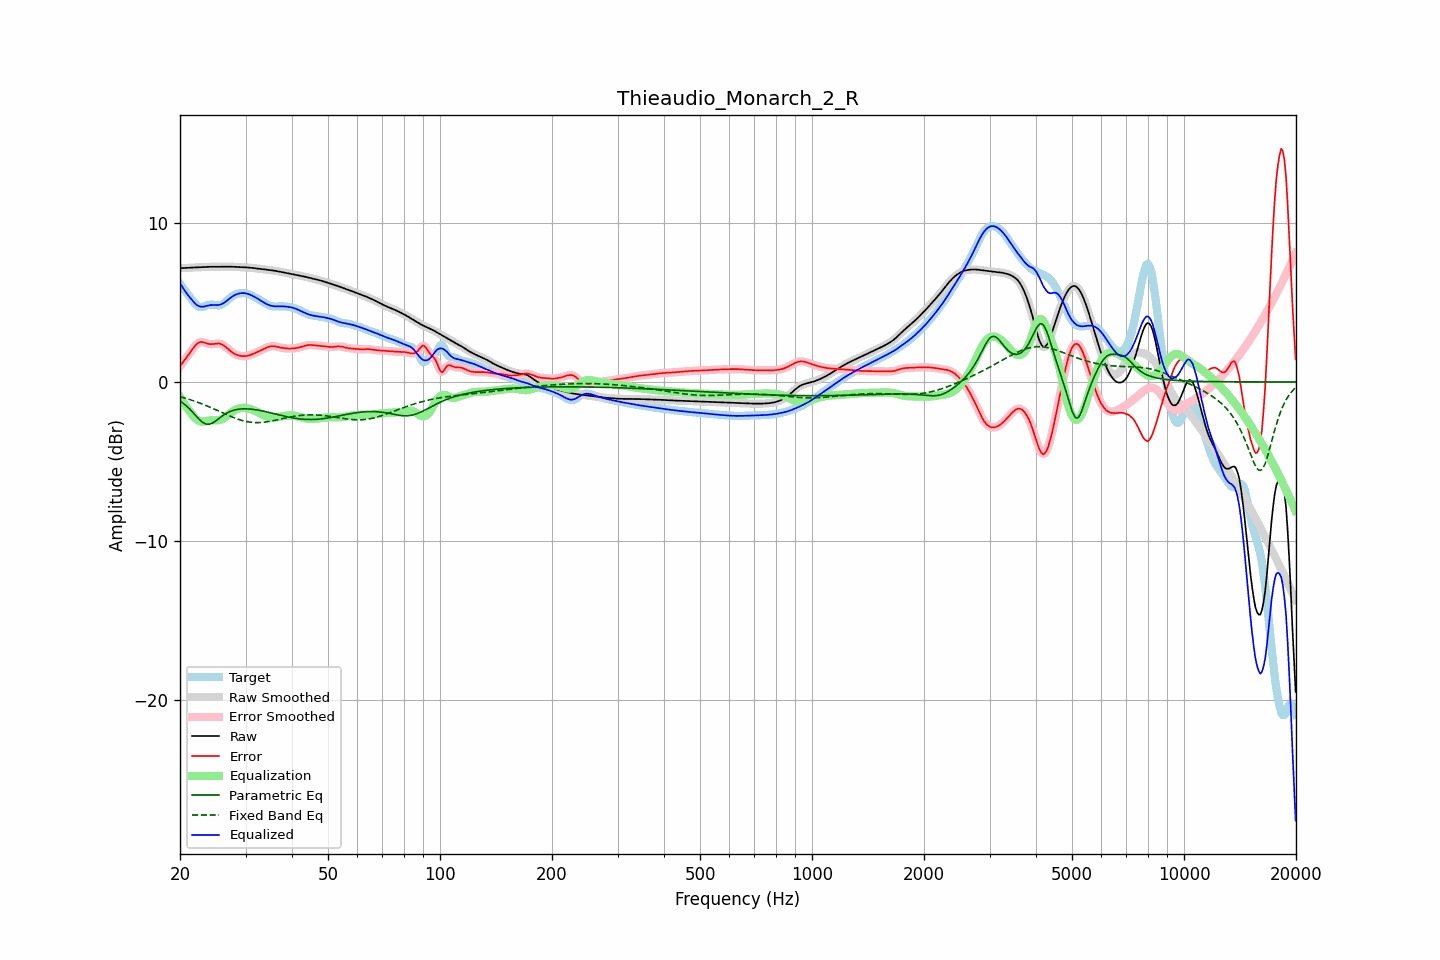 Thieaudio_Monarch_2_R
Amplitude (dBr)
10
0
−10
−20
Target
Raw Smoothed
Error Smoothed
Raw
Error
Equalization
Parametric Eq
Fixed Band Eq
Equalized
20 50 100 200 500 1000 2000 5000 10000 20000
Frequency (Hz)